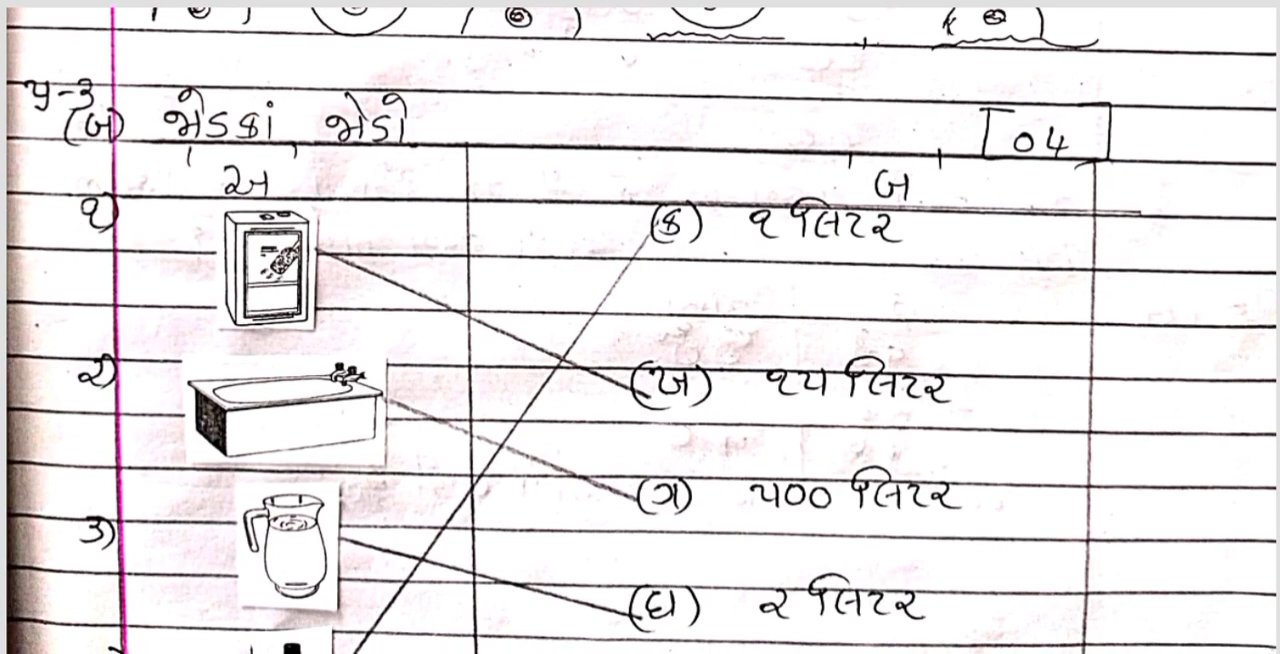 પ્ર-૩
(બ) જોડકાં જોડો ૦૪
અ બ
૧) (ક) ૧ લિટર
૨) (ખ) ૧૫ લિટર
(ગ) ૫૦૦ લિટર
૩) (ઘ) ૨ લિટર